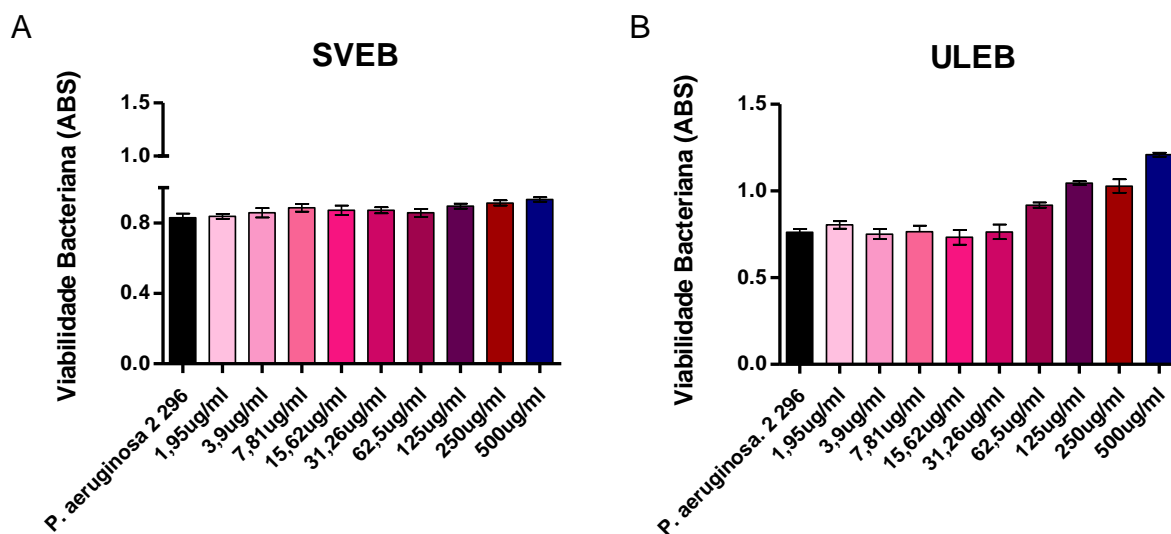 A
SVEB
Viabilidade Bacteriana (ABS)
1.5
1.0
0.8
0.4
0.0
P. aeruginosa 2 296
1,95ug/ml
3,9ug/ml
7,81ug/ml
15,62ug/ml
31,26ug/ml
62,5ug/ml
125ug/ml
250ug/ml
500ug/ml
B
ULEB
Viabilidade Bacteriana (ABS)
1.5
1.0
0.5
0.0
P. aeruginosa. 2 296
1,95ug/ml
3,9ug/ml
7,81ug/ml
15,62ug/ml
31,26ug/ml
62,5ug/ml
125ug/ml
250ug/ml
500ug/ml